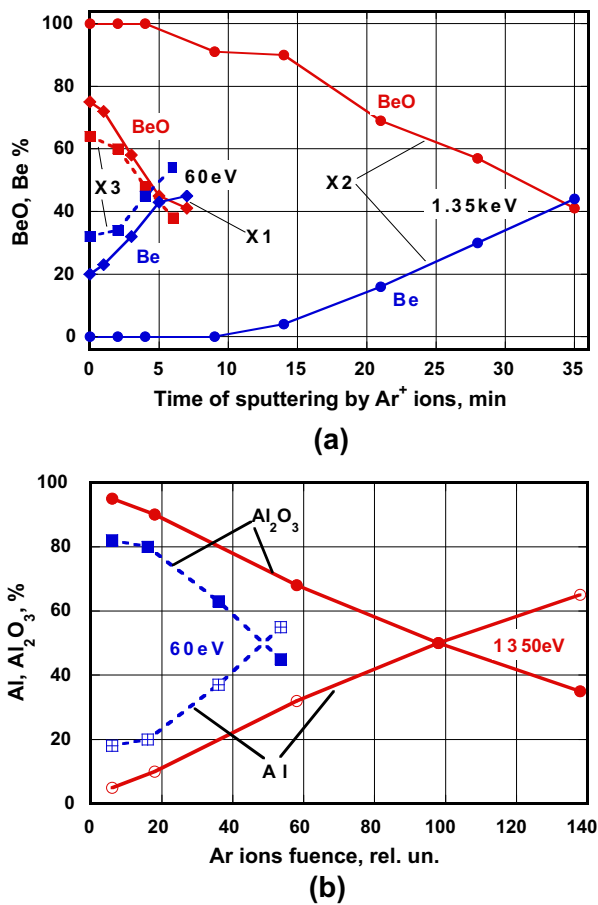 100
80
60
40
20
0
BeO, Be %
BeO
BeO
X3
60eV
X2
1.35keV
X1
Be
Be
0 5 10 15 20 25 30 35
Time of sputtering by Ar⁺ ions, min
(a)
100
80
60
40
20
0
Al, Al₂O₃, %
Al₂O₃
60eV
1350eV
Al
0 20 40 60 80 100 120 140
Ar ions fuence, rel. un.
(b)